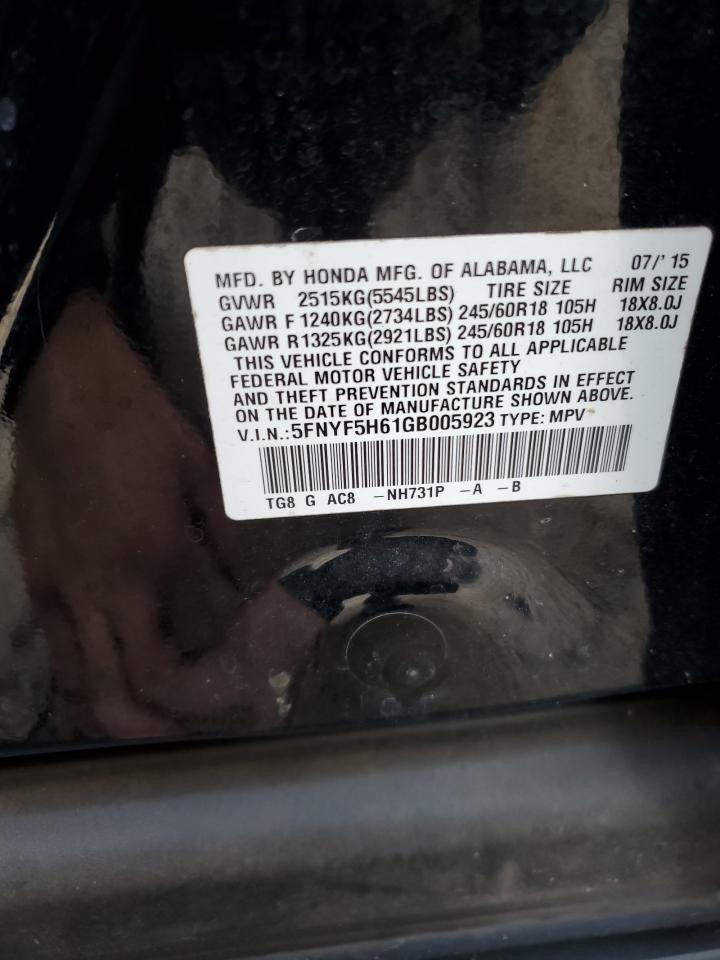 MFD. BY HONDA MFG. OF ALABAMA, LLC 07/'15
GVWR 2515KG(5545LBS) TIRE SIZE RIM SIZE
GAWR F 1240KG(2734LBS) 245/60R18 105H 18X8.0J
GAWR R 1325KG(2921LBS) 245/60R18 105H 18X8.0J
THIS VEHICLE CONFORMS TO ALL APPLICABLE
FEDERAL MOTOR VEHICLE SAFETY
AND THEFT PREVENTION STANDARDS IN EFFECT
ON THE DATE OF MANUFACTURE SHOWN ABOVE.
V.I.N.:5FNYF5H61GB005923 TYPE: MPV
TG8 G AC8 -NH731P -A -B